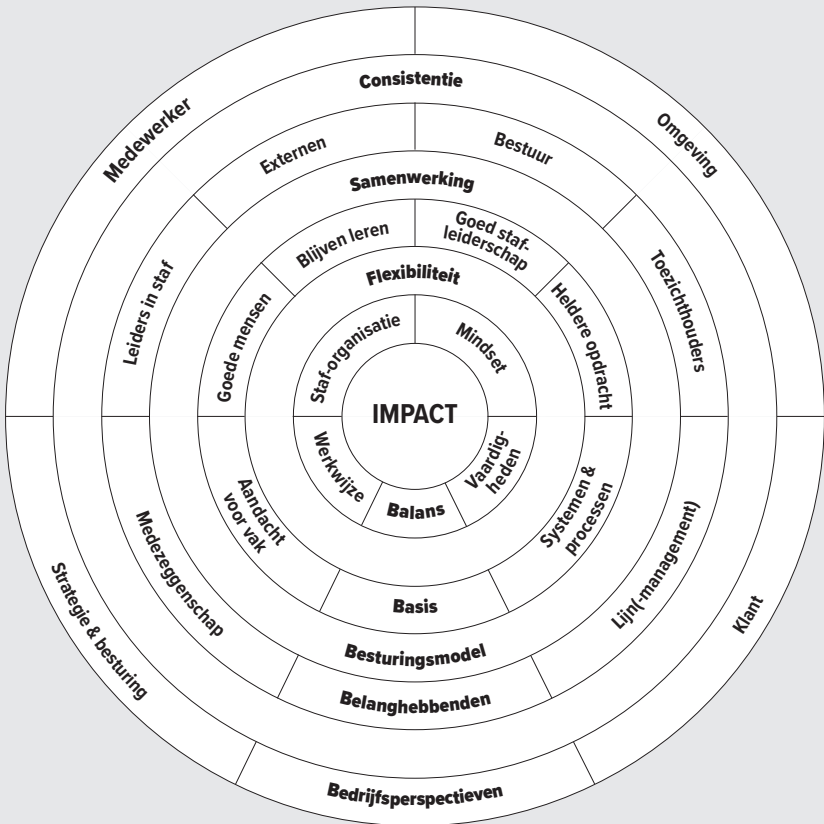 Medewerker
Omgeving
Consistentie
Externen
Bestuur
Samenwerking
Leiders in staf
Toezichthouders
Blijven leren
Goed staf-
leiderschap
Flexibiliteit
Goede mensen
Heldere opdracht
Staf-organisatie
Mindset
IMPACT
Werkwijze
Vaardig-
heden
Balans
Aandacht
voor vak
Systemen &
processen
Basis
Medezeggenschap
Lijn(-management)
Besturingsmodel
Belanghebbenden
Strategie & besturing
Klant
Bedrijfsperspectieven